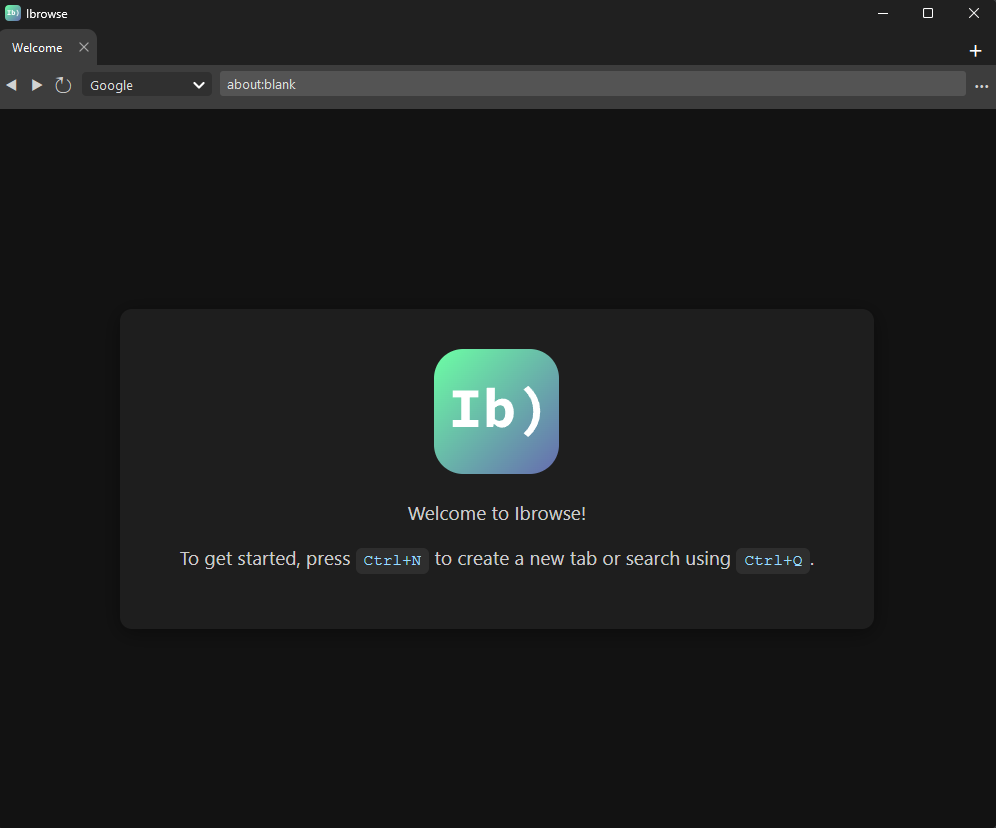 Ib) Ibrowse
Welcome
Google
about:blank
Ib)
Welcome to Ibrowse!
To get started, press Ctrl+N to create a new tab or search using Ctrl+Q.